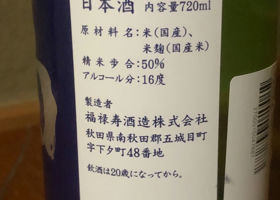 日本酒 内容量720ml
原材料名:米(国産)、
米麹(国産米)
精米歩合:50%
アルコール分:16度
製造者
福禄寿酒造株式会社
秋田県南秋田郡五城目町
字下夕町48番地
飲酒は20歳になってから。